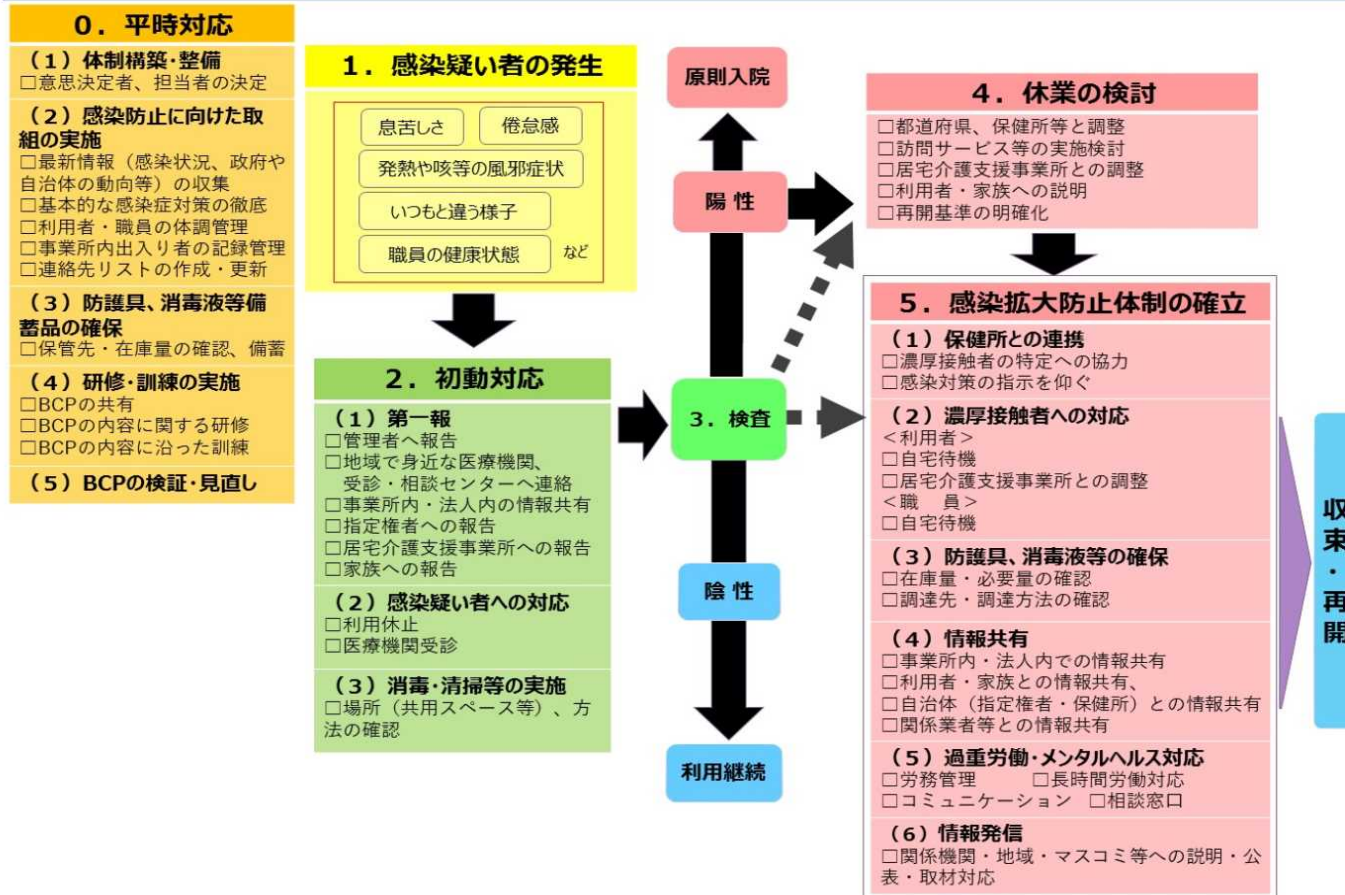 0．平時対応
（1）体制構築・整備
□意思決定者、担当者の決定
（2）感染防止に向けた取
組の実施
□最新情報（感染状況、政府や
自治体の動向等）の収集
□基本的な感染症対策の徹底
□利用者・職員の体調管理
□事業所内出入り者の記録管理
□連絡先リストの作成・更新
（3）防護具、消毒液等備
蓄品の確保
□保管先・在庫量の確認、備蓄
（4）研修・訓練の実施
□BCPの共有
□BCPの内容に関する研修
□BCPの内容に沿った訓練
（5）BCPの検証・見直し
1．感染疑い者の発生
息苦しさ
倦怠感
発熱や咳等の風邪症状
いつもと違う様子
職員の健康状態
など
2．初動対応
（1）第一報
□管理者へ報告
□地域で身近な医療機関、
受診・相談センターへ連絡
□事業所内・法人内の情報共有
□指定権者への報告
□居宅介護支援事業所への報告
□家族への報告
（2）感染疑い者への対応
□利用休止
□医療機関受診
（3）消毒・清掃等の実施
□場所（共用スペース等）、方
法の確認
原則入院
陽性
3．検査
陰性
利用継続
4．休業の検討
□都道府県、保健所等と調整
□訪問サービス等の実施検討
□居宅介護支援事業所との調整
□利用者・家族への説明
□再開基準の明確化
5．感染拡大防止体制の確立
（1）保健所との連携
□濃厚接触者の特定への協力
□感染対策の指示を仰ぐ
（2）濃厚接触者への対応
＜利用者＞
□自宅待機
□居宅介護支援事業所との調整
＜職　員＞
□自宅待機
（3）防護具、消毒液等の確保
□在庫量・必要量の確認
□調達先・調達方法の確認
（4）情報共有
□事業所内・法人内での情報共有
□利用者・家族との情報共有、
□自治体（指定権者・保健所）との情報共有
□関係業者等との情報共有
（5）過重労働・メンタルヘルス対応
□労務管理　□長時間労働対応
□コミュニケーション　□相談窓口
（6）情報発信
□関係機関・地域・マスコミ等への説明・公
表・取材対応
収束・再開